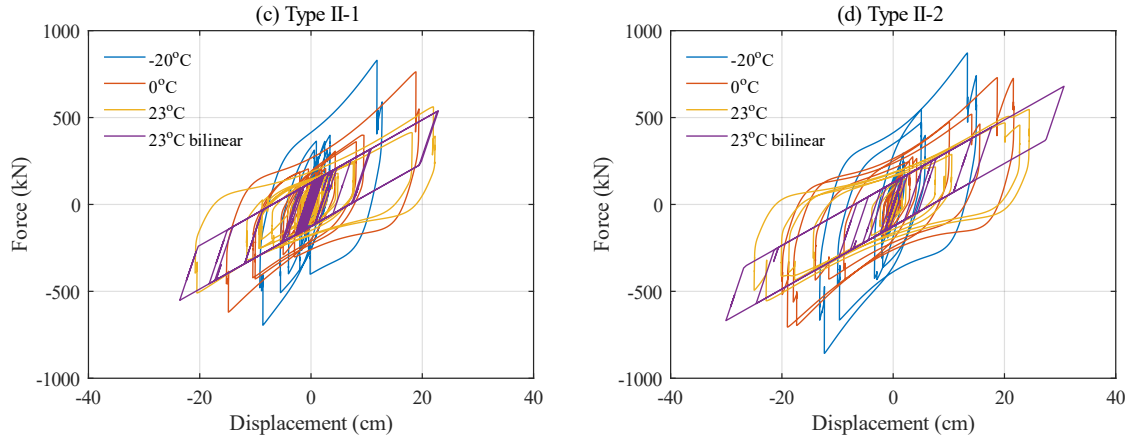 (c) Type II-1
1000
500
0
-500
-1000
-40
-20
0
20
40
Force (kN)
Displacement (cm)
-20°C
0°C
23°C
23°C bilinear
(d) Type II-2
1000
500
0
-500
-1000
-40
-20
0
20
40
Force (kN)
Displacement (cm)
-20°C
0°C
23°C
23°C bilinear